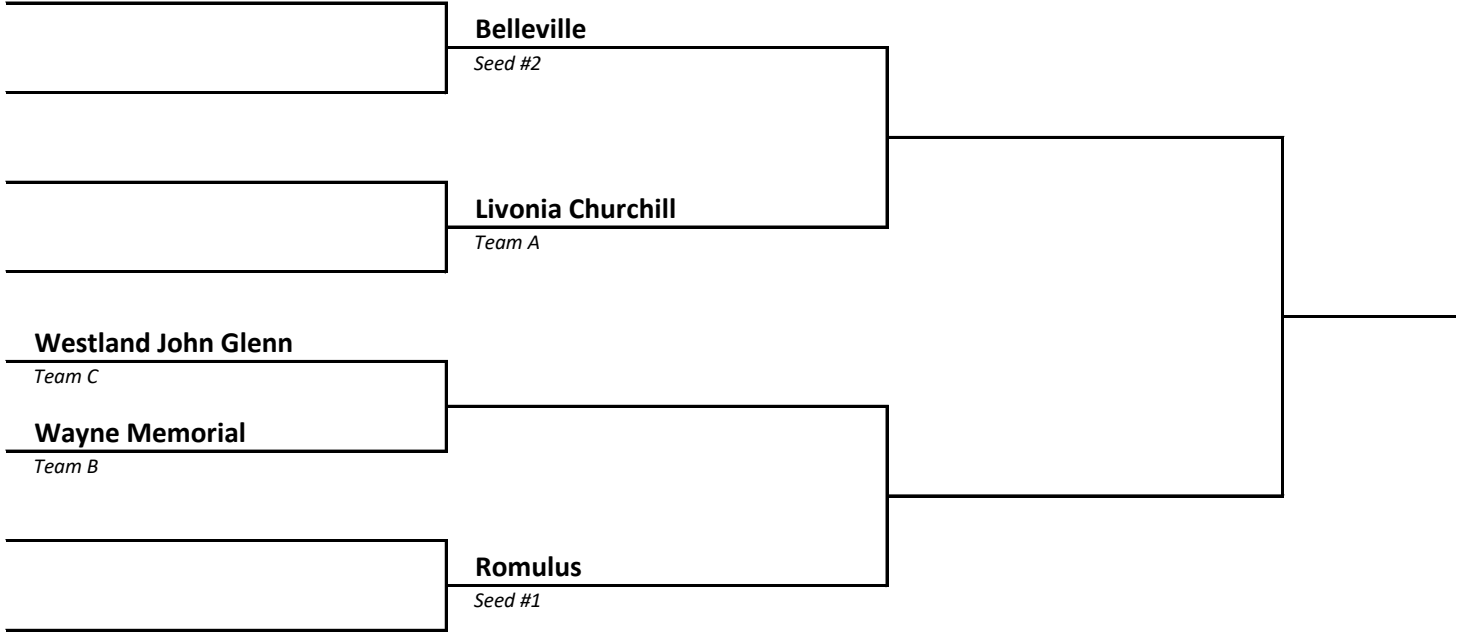 Belleville
Seed #2
Livonia Churchill
Team A
Westland John Glenn
Team C
Wayne Memorial
Team B
Romulus
Seed #1